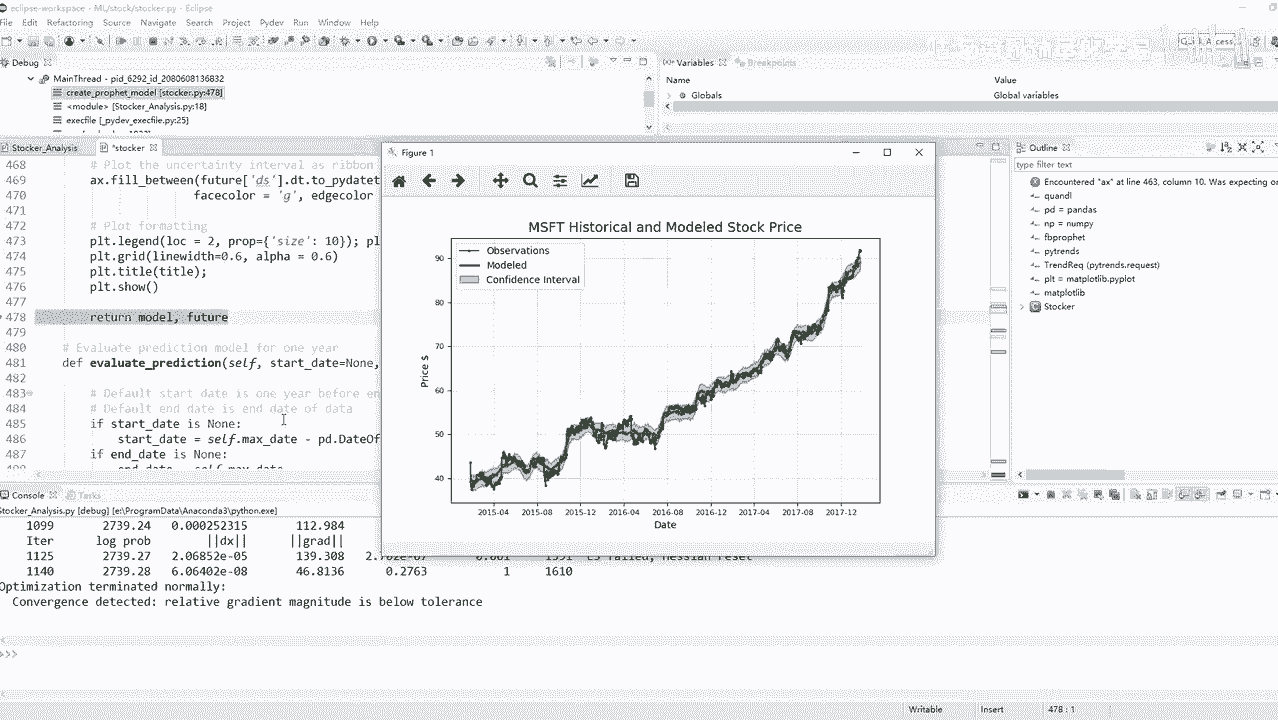 eclipse-workspace - ML/stock/stocker.py - Eclipse
File Edit Refactoring Source Navigate Search Project Pydev Run Window Help
Debug
MainThread - pid_6292_id_2080608136832
create_prophet_model [stocker.py:478]
<module> [Stocker_Analysis.py:18]
execfile [_pydev_execfile.py:25]
Variables Breakpoints
Name Value
Globals Global variables
Stocker_Analysis *stocker
468 # Plot the uncertainty interval as ribbon
469 ax.fill_between(future['ds'].dt.to_pydatet
470 facecolor = 'g', edgecolor
471
472 # Plot formatting
473 plt.legend(loc = 2, prop={'size': 10}); pl
474 plt.grid(linewidth=0.6, alpha = 0.6)
475 plt.title(title);
476 plt.show()
477
478 return model, future
479
480 # Evaluate prediction model for one year
481 def evaluate_prediction(self, start_date=None,
482
483 # Default start date is one year before en
484 # Default end date is end date of data
485 if start_date is None:
486 start_date = self.max_date - pd.DateOf
487 if end_date is None:
Figure 1
MSFT Historical and Modeled Stock Price
Observations
Modeled
Confidence Interval
90
80
70
60
50
40
Price $
2015-04 2015-08 2015-12 2016-04 2016-08 2016-12 2017-04 2017-08 2017-12
Date
Outline
type filter text
Encountered "ax" at line 463, column 10. Was expecting
quandl
pd = pandas
np = numpy
fbprophet
pytrends
TrendReq (pytrends.request)
plt = matplotlib.pyplot
matplotlib
Stocker
Console Tasks
Stocker_Analysis.py [debug] [e:\ProgramData\Anaconda3\python.exe]
1099 2739.24 0.000252315 112.984
Iter log prob ||dx|| ||grad||
1125 2739.27 2.06852e-05 139.308
1140 2739.28 6.06402e-08 46.8136 0.2763 1 1610
Optimization terminated normally:
Convergence detected: relative gradient magnitude is below tolerance
>>>
Writable Insert 478 : 1